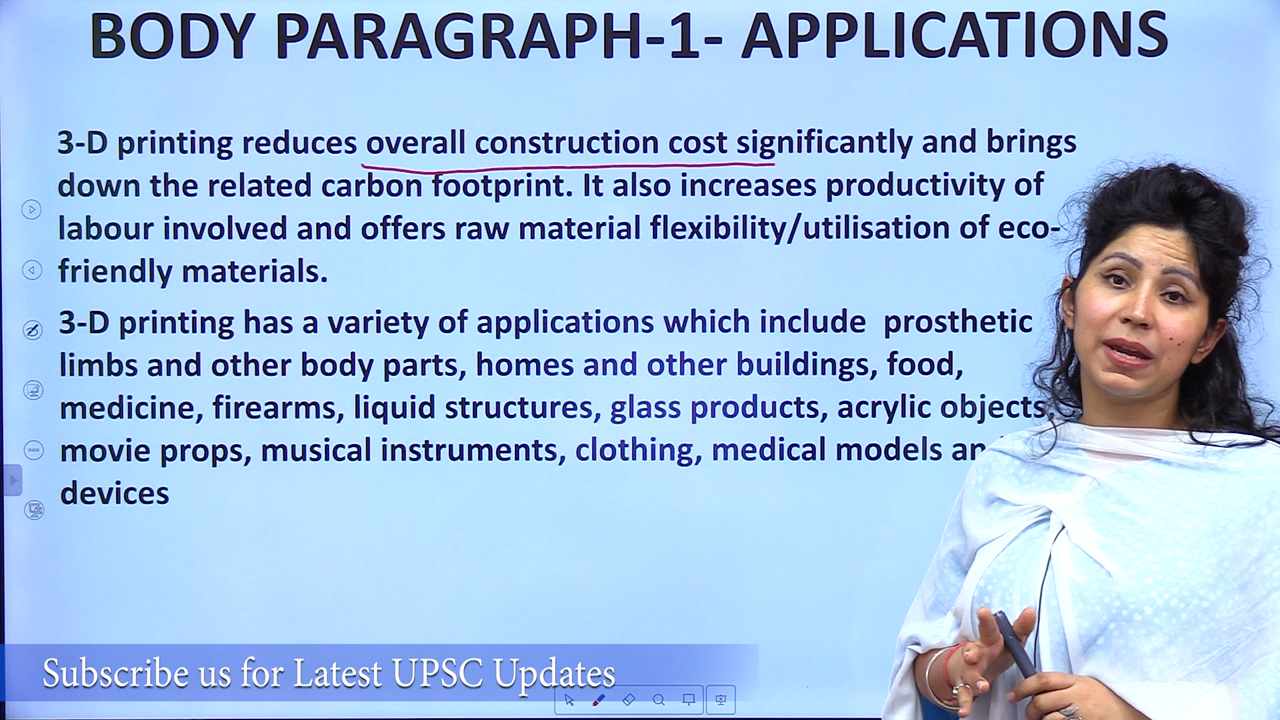 BODY PARAGRAPH-1- APPLICATIONS
3-D printing reduces overall construction cost significantly and brings
down the related carbon footprint. It also increases productivity of
labour involved and offers raw material flexibility/utilisation of eco-
friendly materials.
3-D printing has a variety of applications which include prosthetic
limbs and other body parts, homes and other buildings, food,
medicine, firearms, liquid structures, glass products, acrylic objects,
movie props, musical instruments, clothing, medical models an
devices
Subscribe us for Latest UPSC Updates